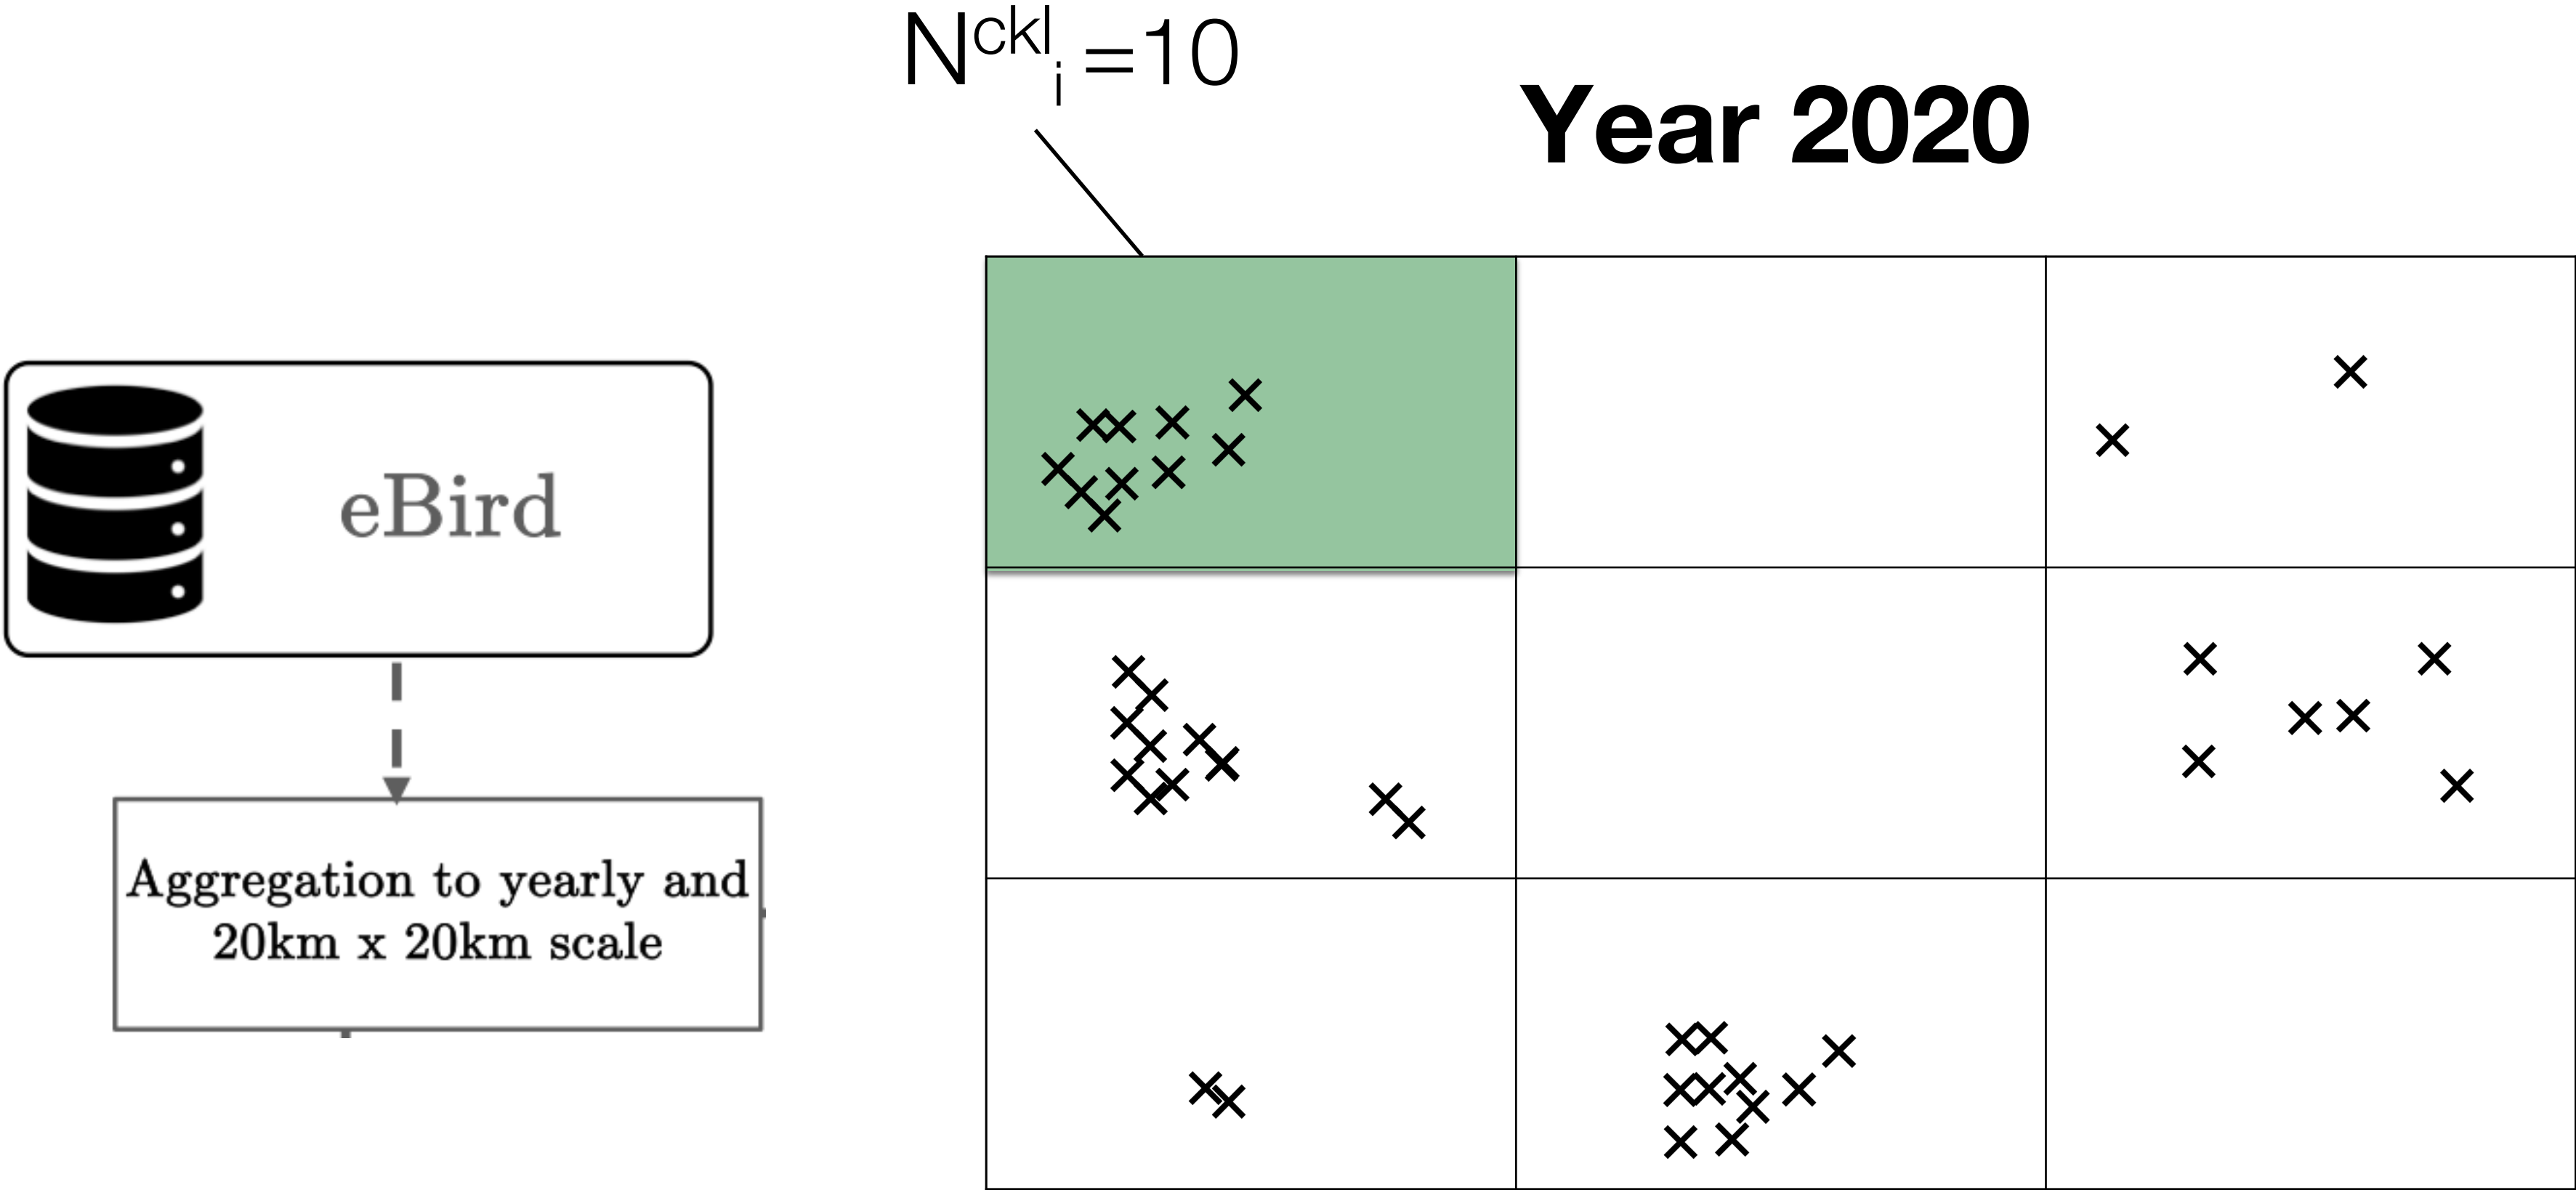 N^ckl_i =10
Year 2020
eBird
Aggregation to yearly and
20km x 20km scale